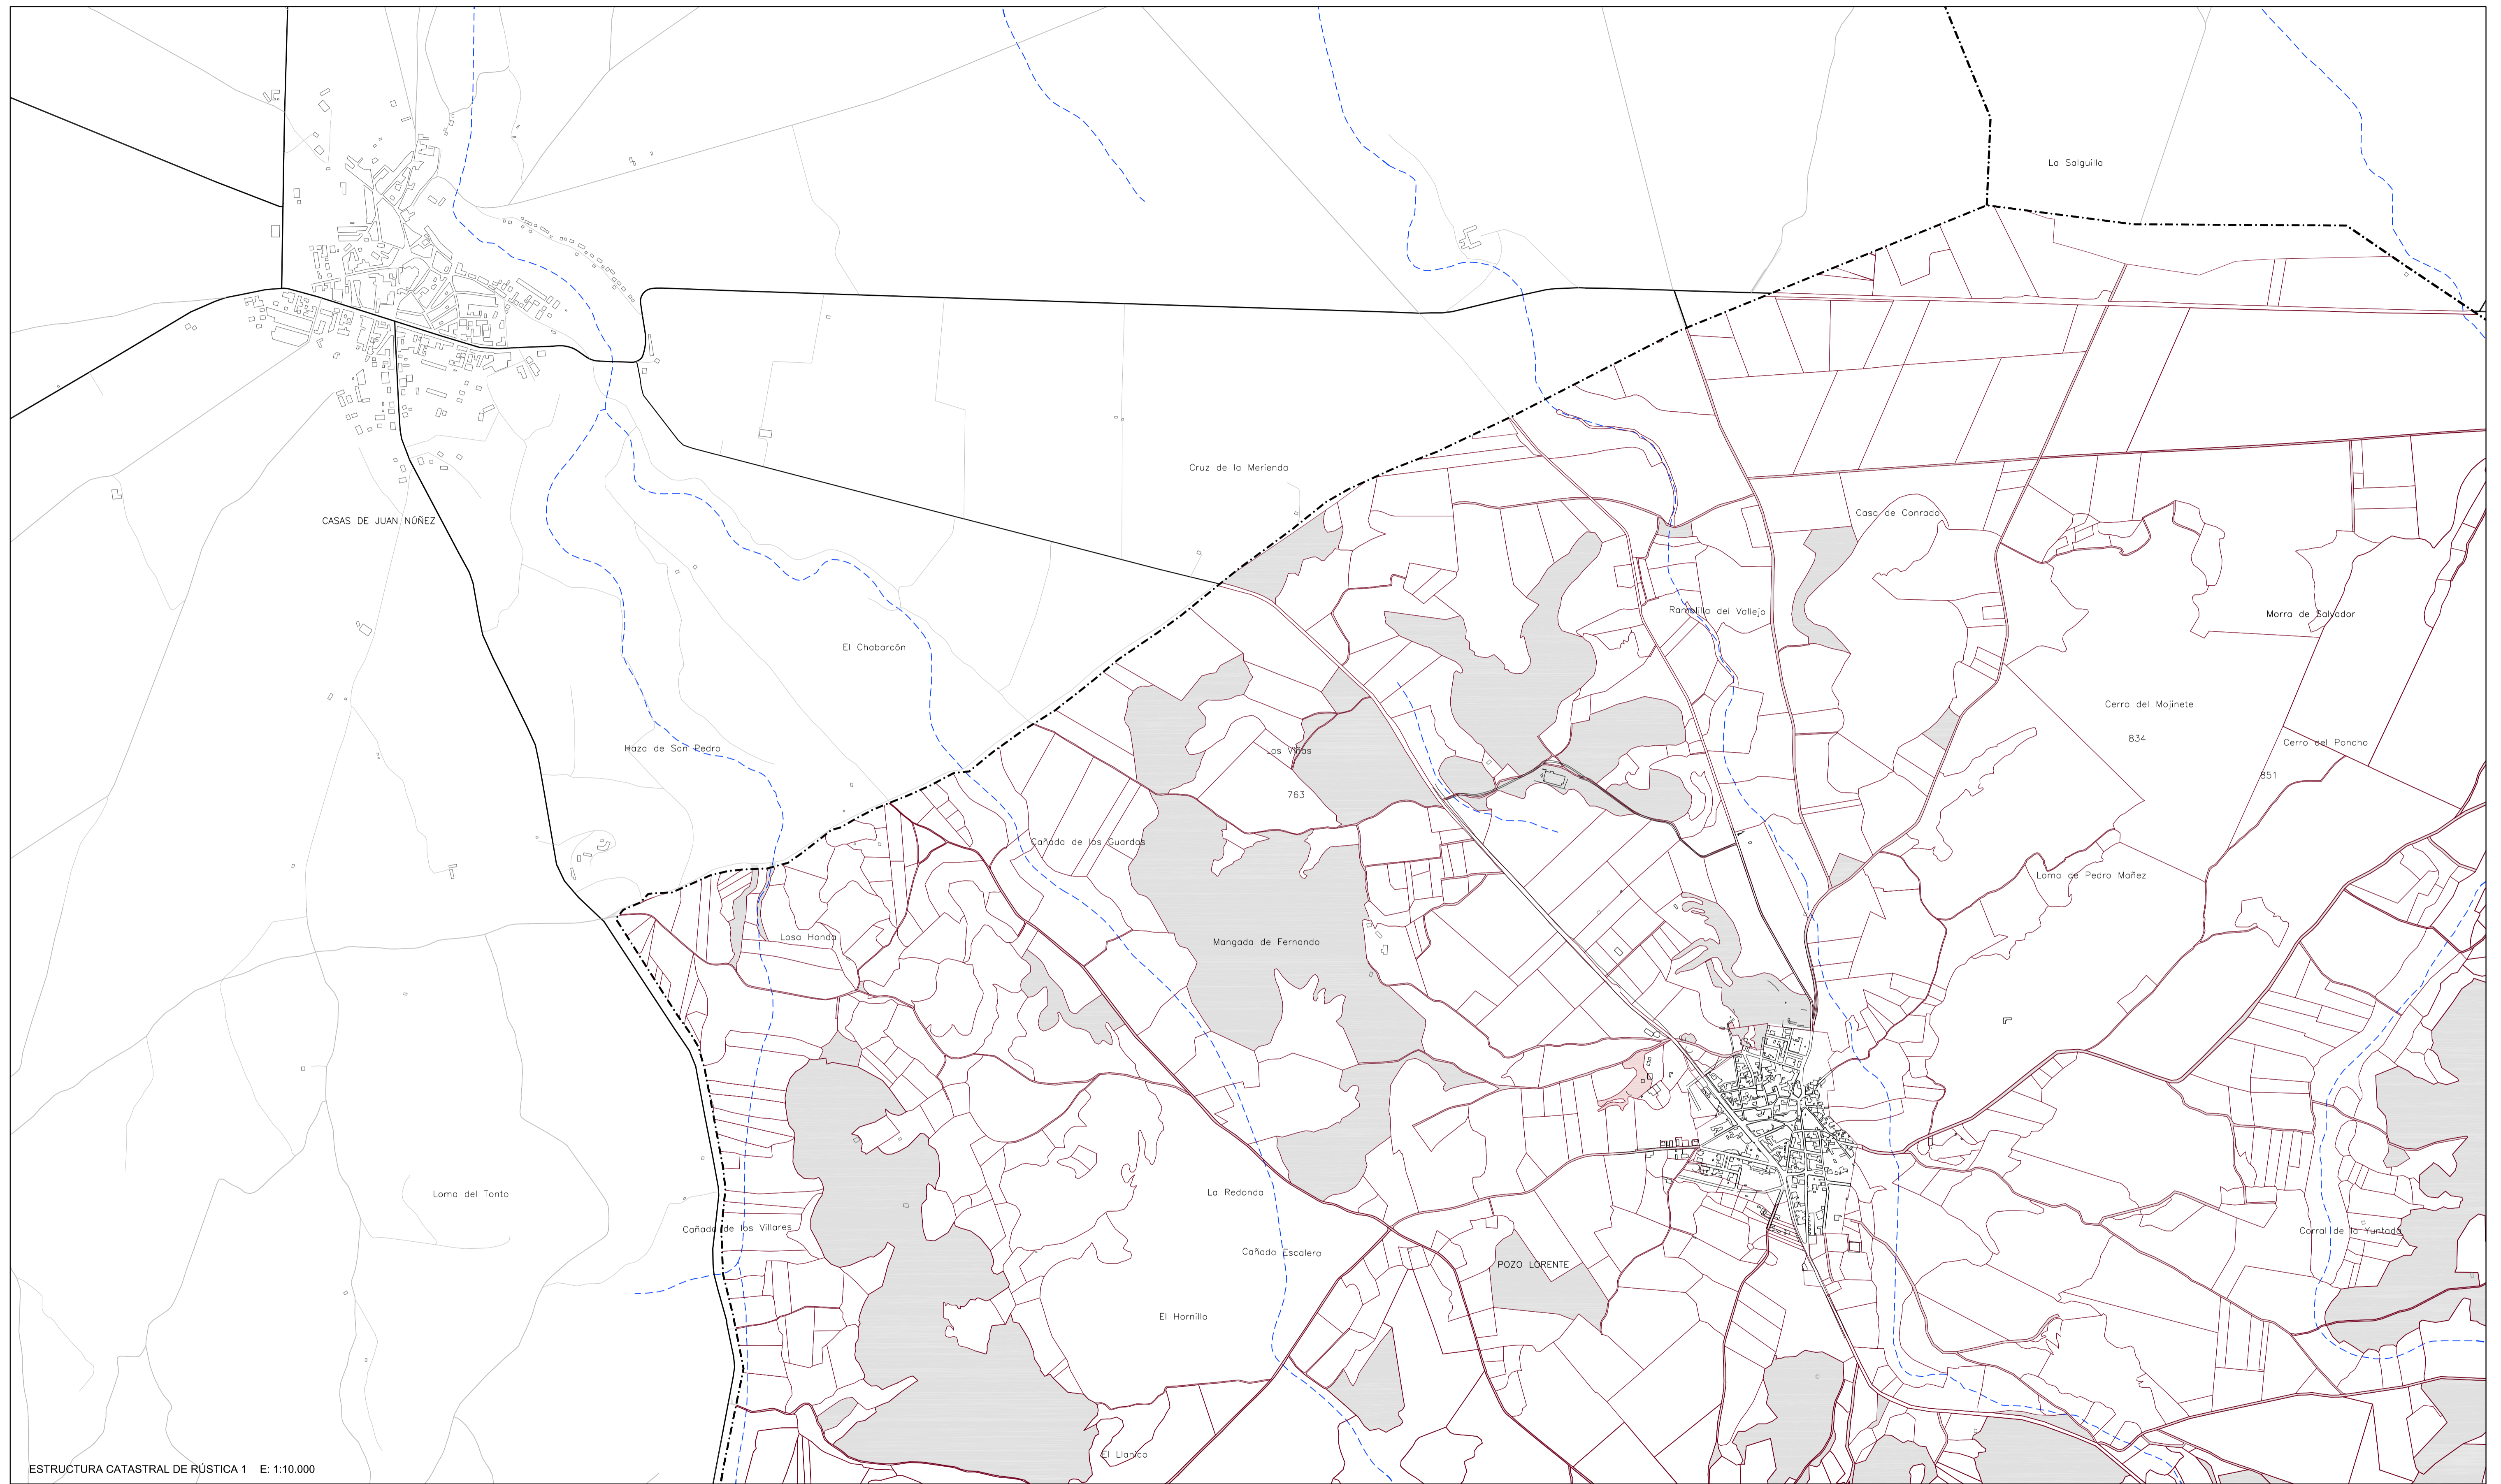 La Salguilla
Cruz de la Merienda
Casa de Conrado
CASAS DE JUAN NÚÑEZ
Ramblilla del Vallejo
Morra de Salvador
El Chabarcón
Cerro del Mojinete
834
Cerro del Poncho
Haza de San Pedro
Las Viñas
851
763
Cañada de los Guardas
Loma de Pedro Mañez
Losa Honda
Mangada de Fernando
Loma del Tonto
La Redonda
Cañada de los Villares
Corral de la Yuntada
Cañada Escalero
POZO LORENTE
El Hornillo
El Llanico
ESTRUCTURA CATASTRAL DE RÚSTICA 1 E: 1:10.000